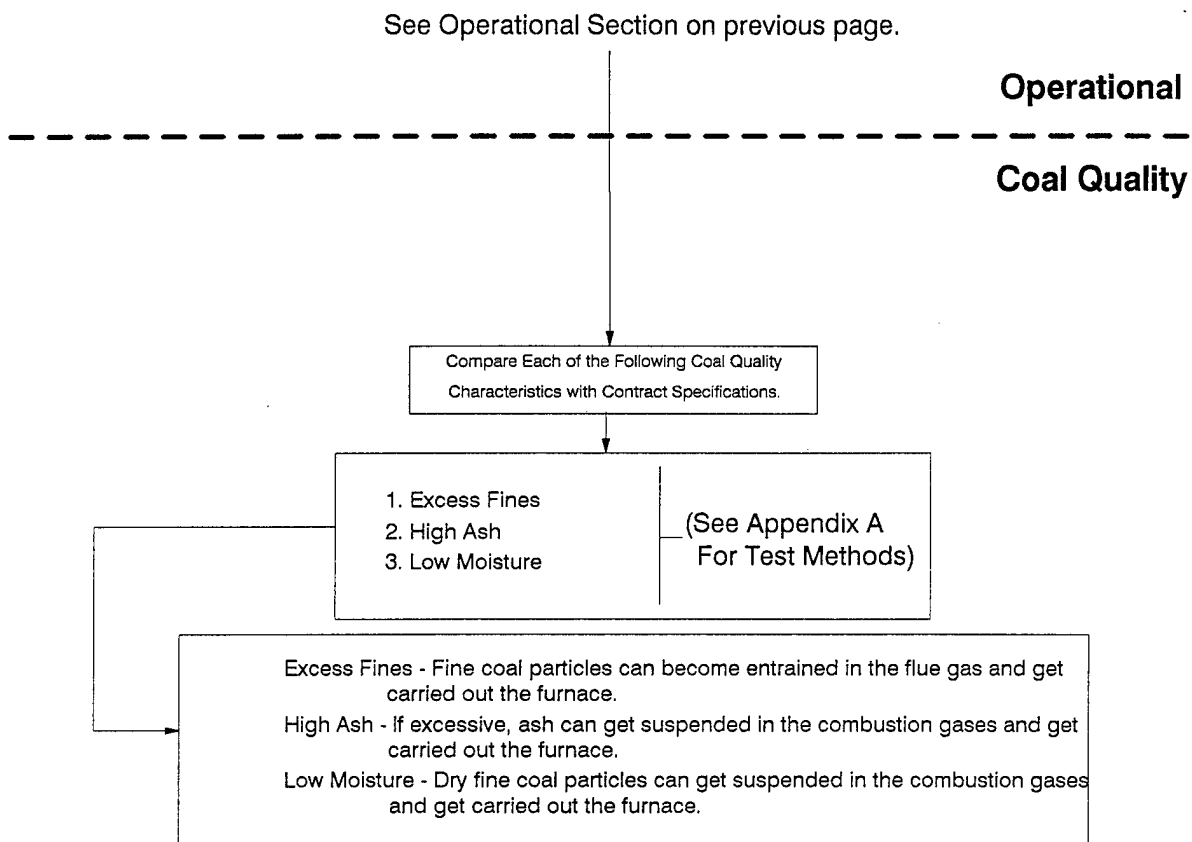 See Operational Section on previous page.
Operational
Coal Quality
Compare Each of the Following Coal Quality
Characteristics with Contract Specifications.
1. Excess Fines
2. High Ash
3. Low Moisture
(See Appendix A
For Test Methods)
Excess Fines - Fine coal particles can become entrained in the flue gas and get
carried out the furnace.
High Ash - If excessive, ash can get suspended in the combustion gases and get
carried out the furnace.
Low Moisture - Dry fine coal particles can get suspended in the combustion gases
and get carried out the furnace.